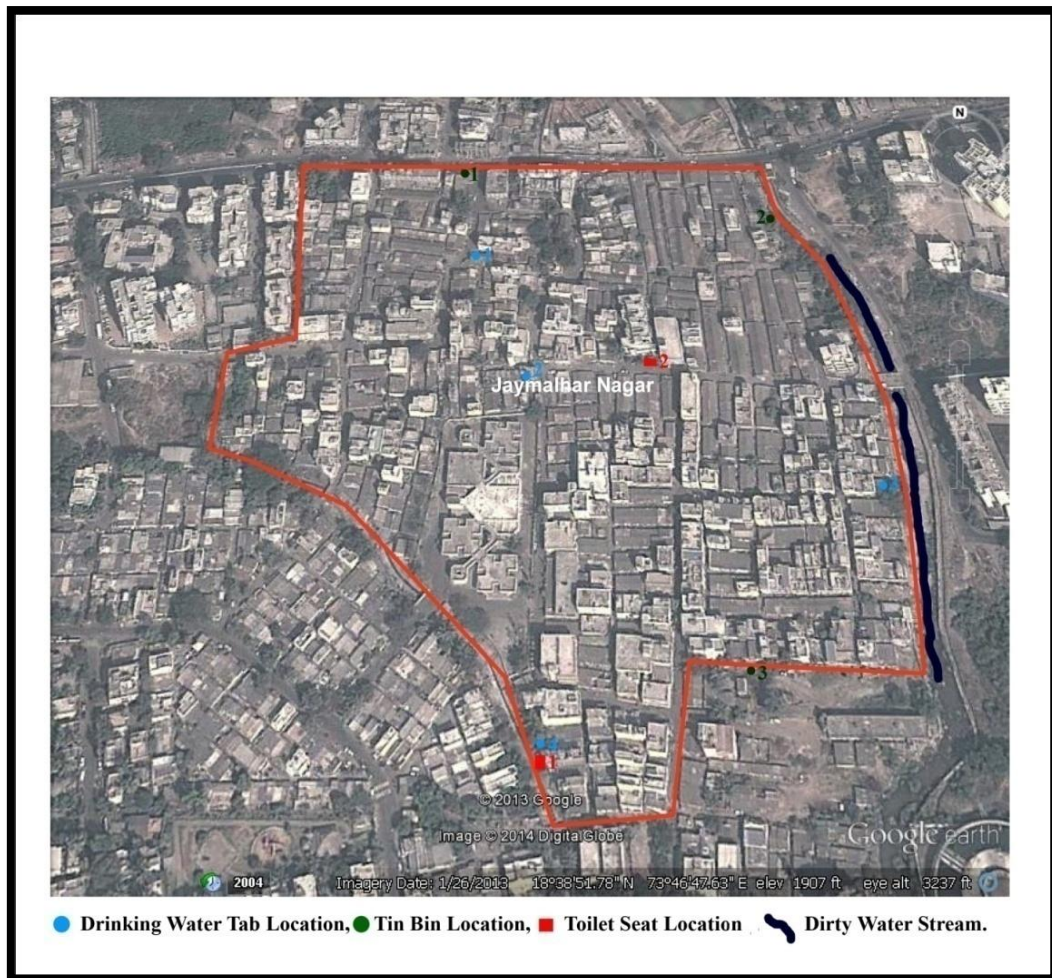 N
1
2
2
Jaymalhar Nagar
3
1
© 2013 Google
Image © 2014 DigitalGlobe
Google earth
2004 Imagery Date: 1/26/2013 18°38'51.78" N 73°46'47.63" E elev 1907 ft eye alt 3237 ft
Drinking Water Tab Location, Tin Bin Location, Toilet Seat Location Dirty Water Stream.